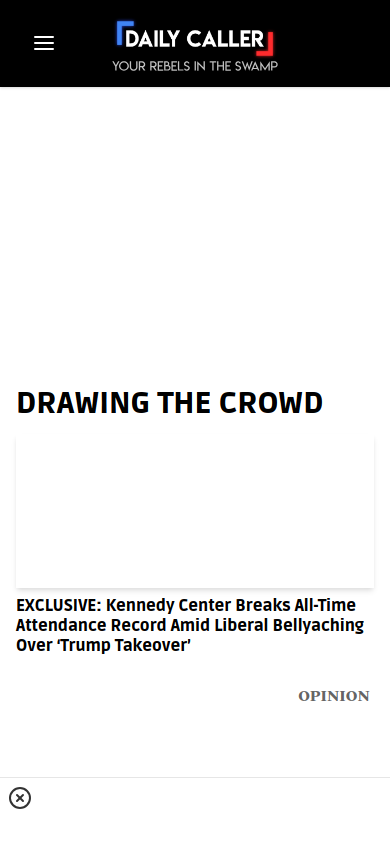 DAILY CALLER
YOUR REBELS IN THE SWAMP
DRAWING THE CROWD
EXCLUSIVE: Kennedy Center Breaks All-Time
Attendance Record Amid Liberal Bellyaching
Over ‘Trump Takeover’
OPINION